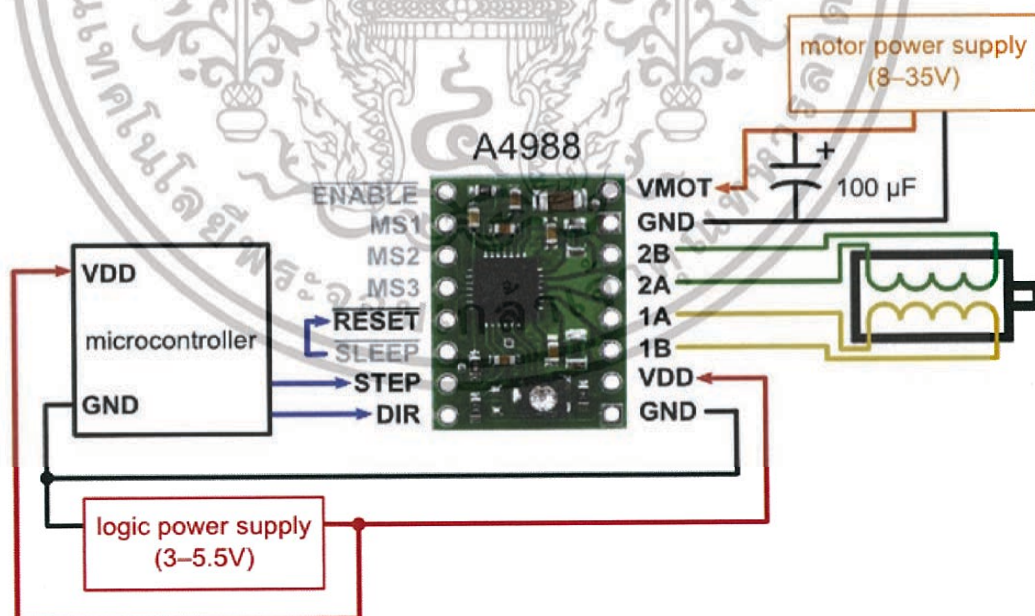 motor power supply
(8–35V)
A4988
ENABLE
MS1
MS2
MS3
RESET
SLEEP
STEP
DIR
VMOT
GND
2B
2A
1A
1B
VDD
GND
+
100 µF
VDD
microcontroller
GND
logic power supply
(3–5.5V)